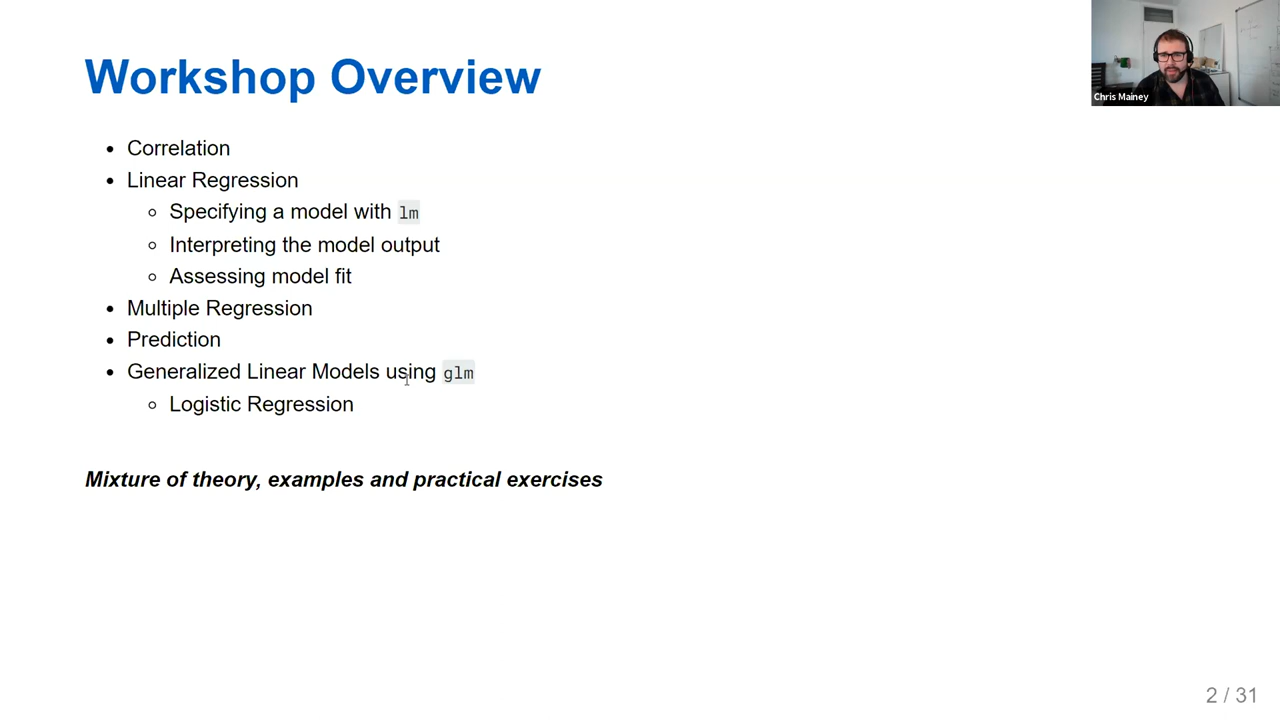 Workshop Overview
Chris Mainey
Correlation
Linear Regression
Specifying a model with lm
Interpreting the model output
Assessing model fit
Multiple Regression
Prediction
Generalized Linear Models using glm
Logistic Regression
Mixture of theory, examples and practical exercises
2 / 31